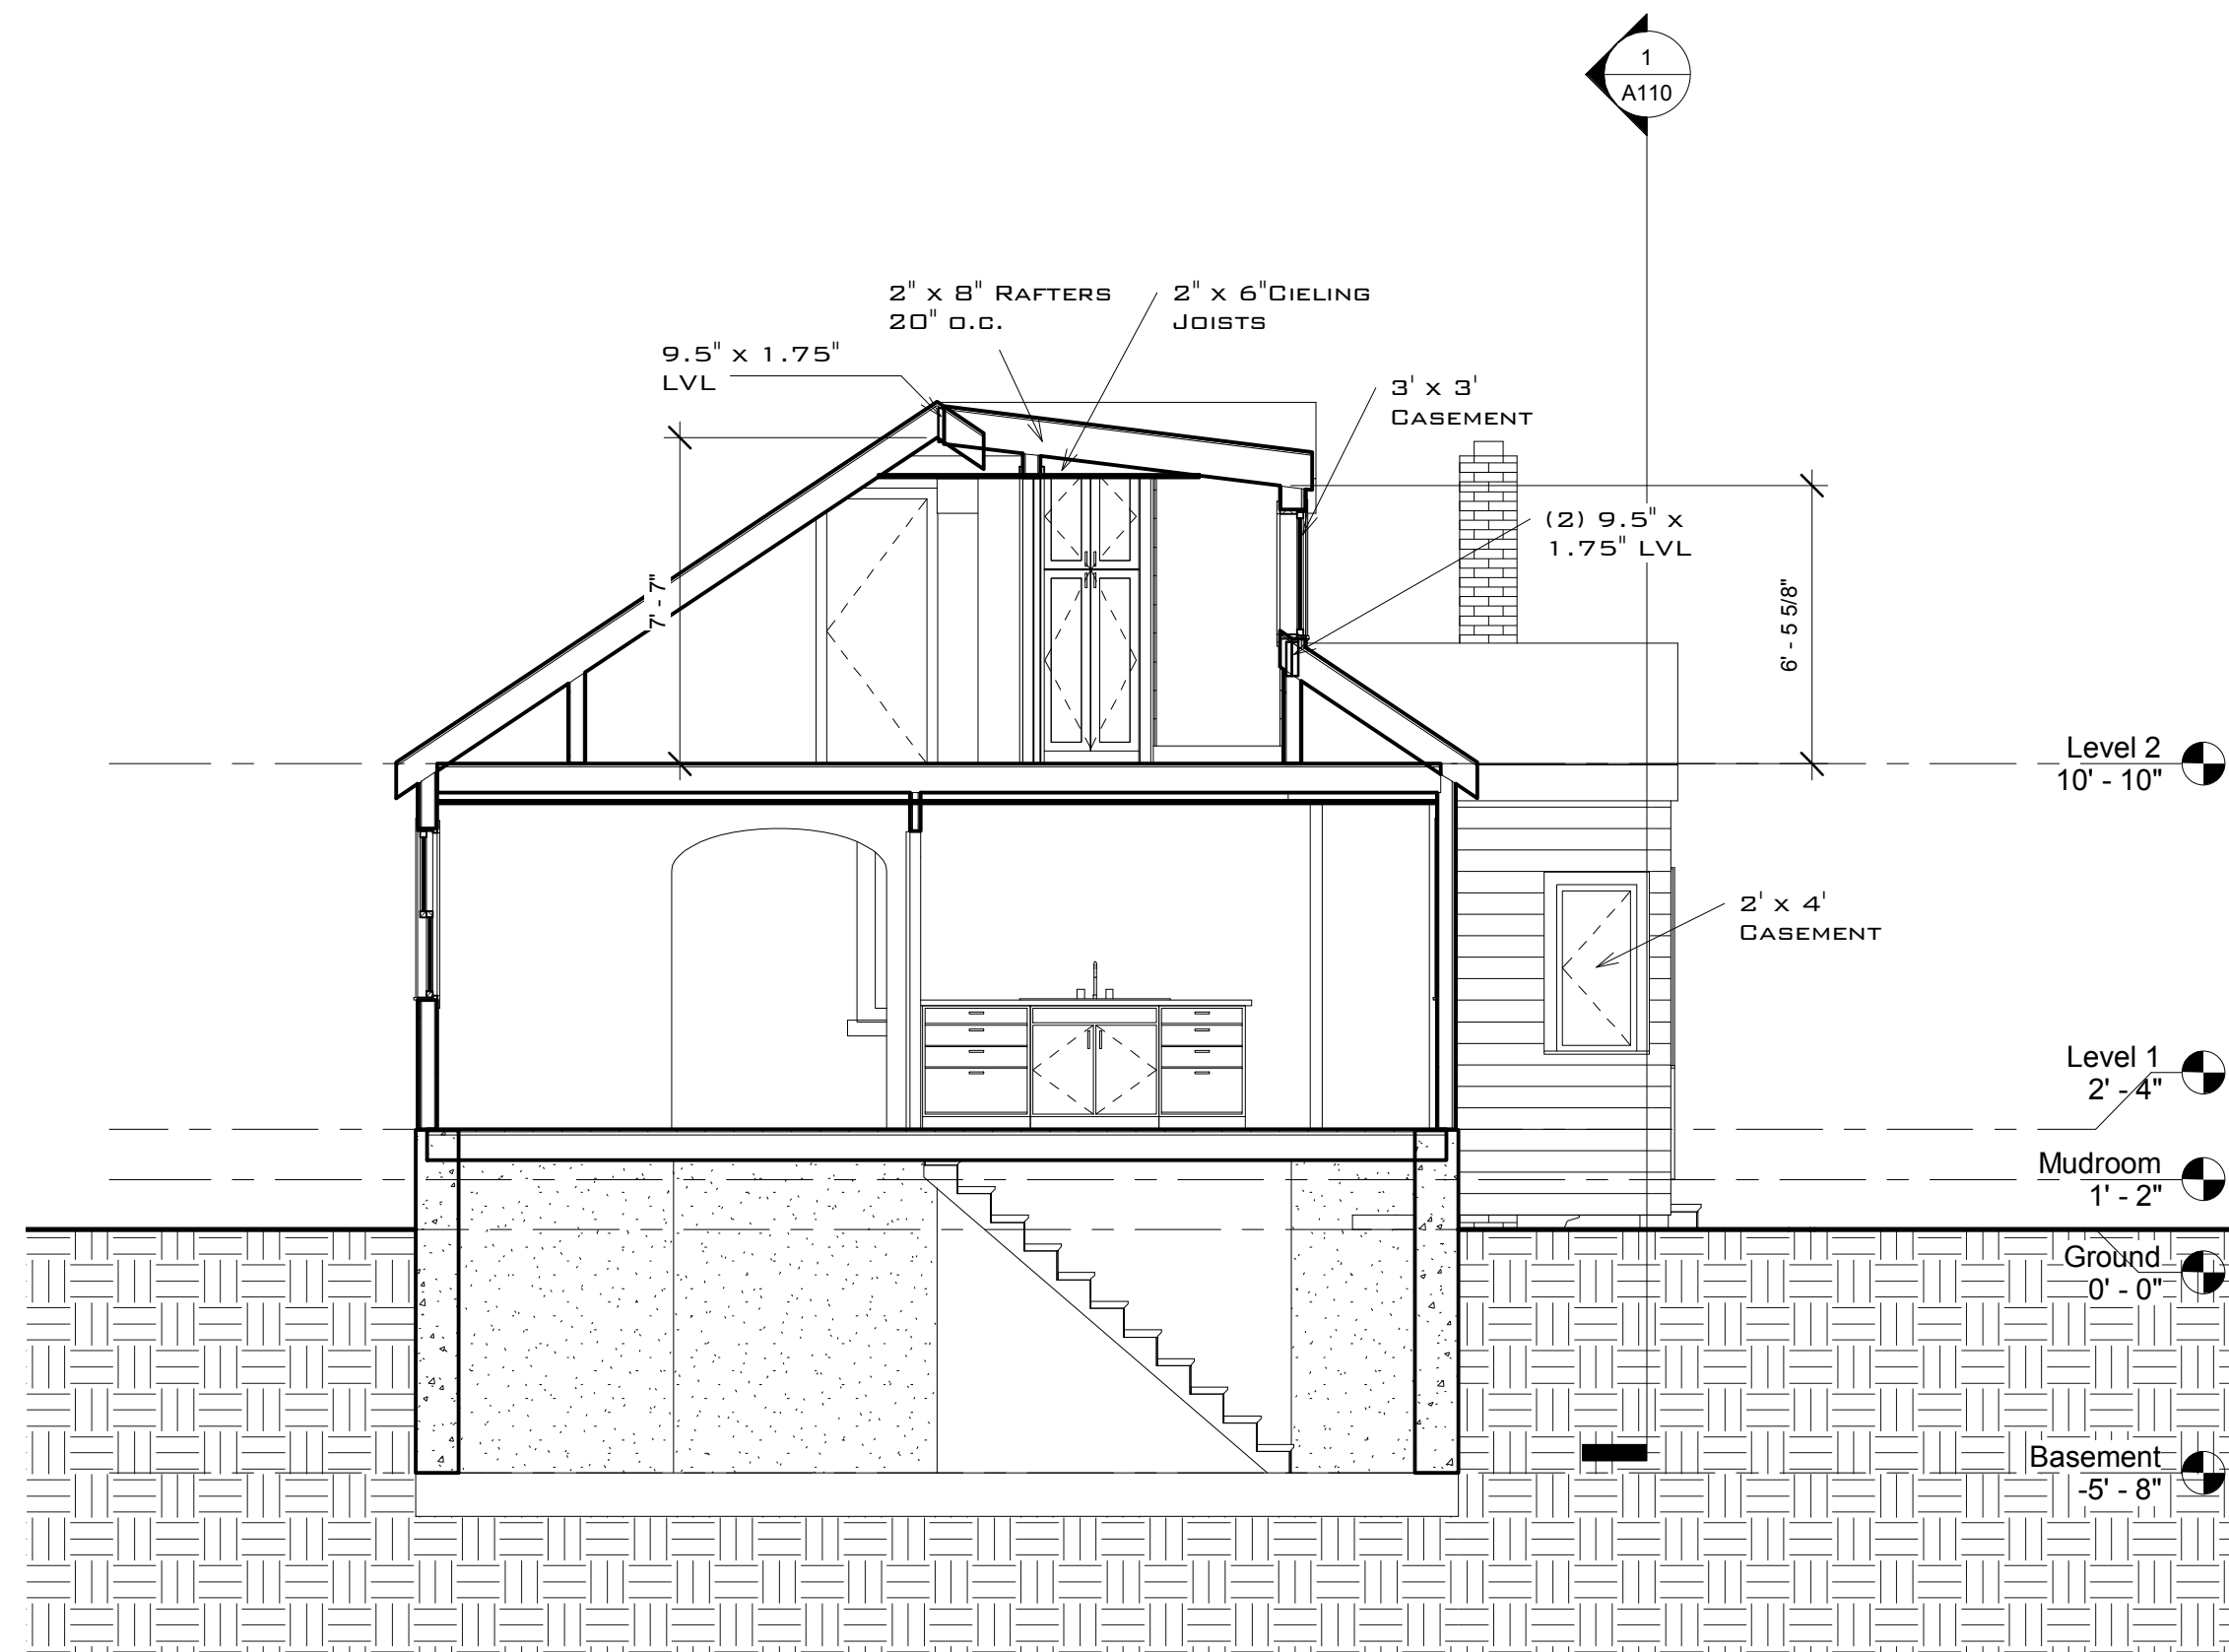 1
A110
2" x 8" Rafters
20" o.c.
2" x 6"Cieling
Joists
9.5" x 1.75"
LVL
3' x 3'
Casement
(2) 9.5" x
1.75" LVL
7' - 7"
6' - 5 5/8"
Level 2
10' - 10"
2' x 4'
Casement
Level 1
2' - 4"
Mudroom
1' - 2"
Ground
0' - 0"
Basement
-5' - 8"